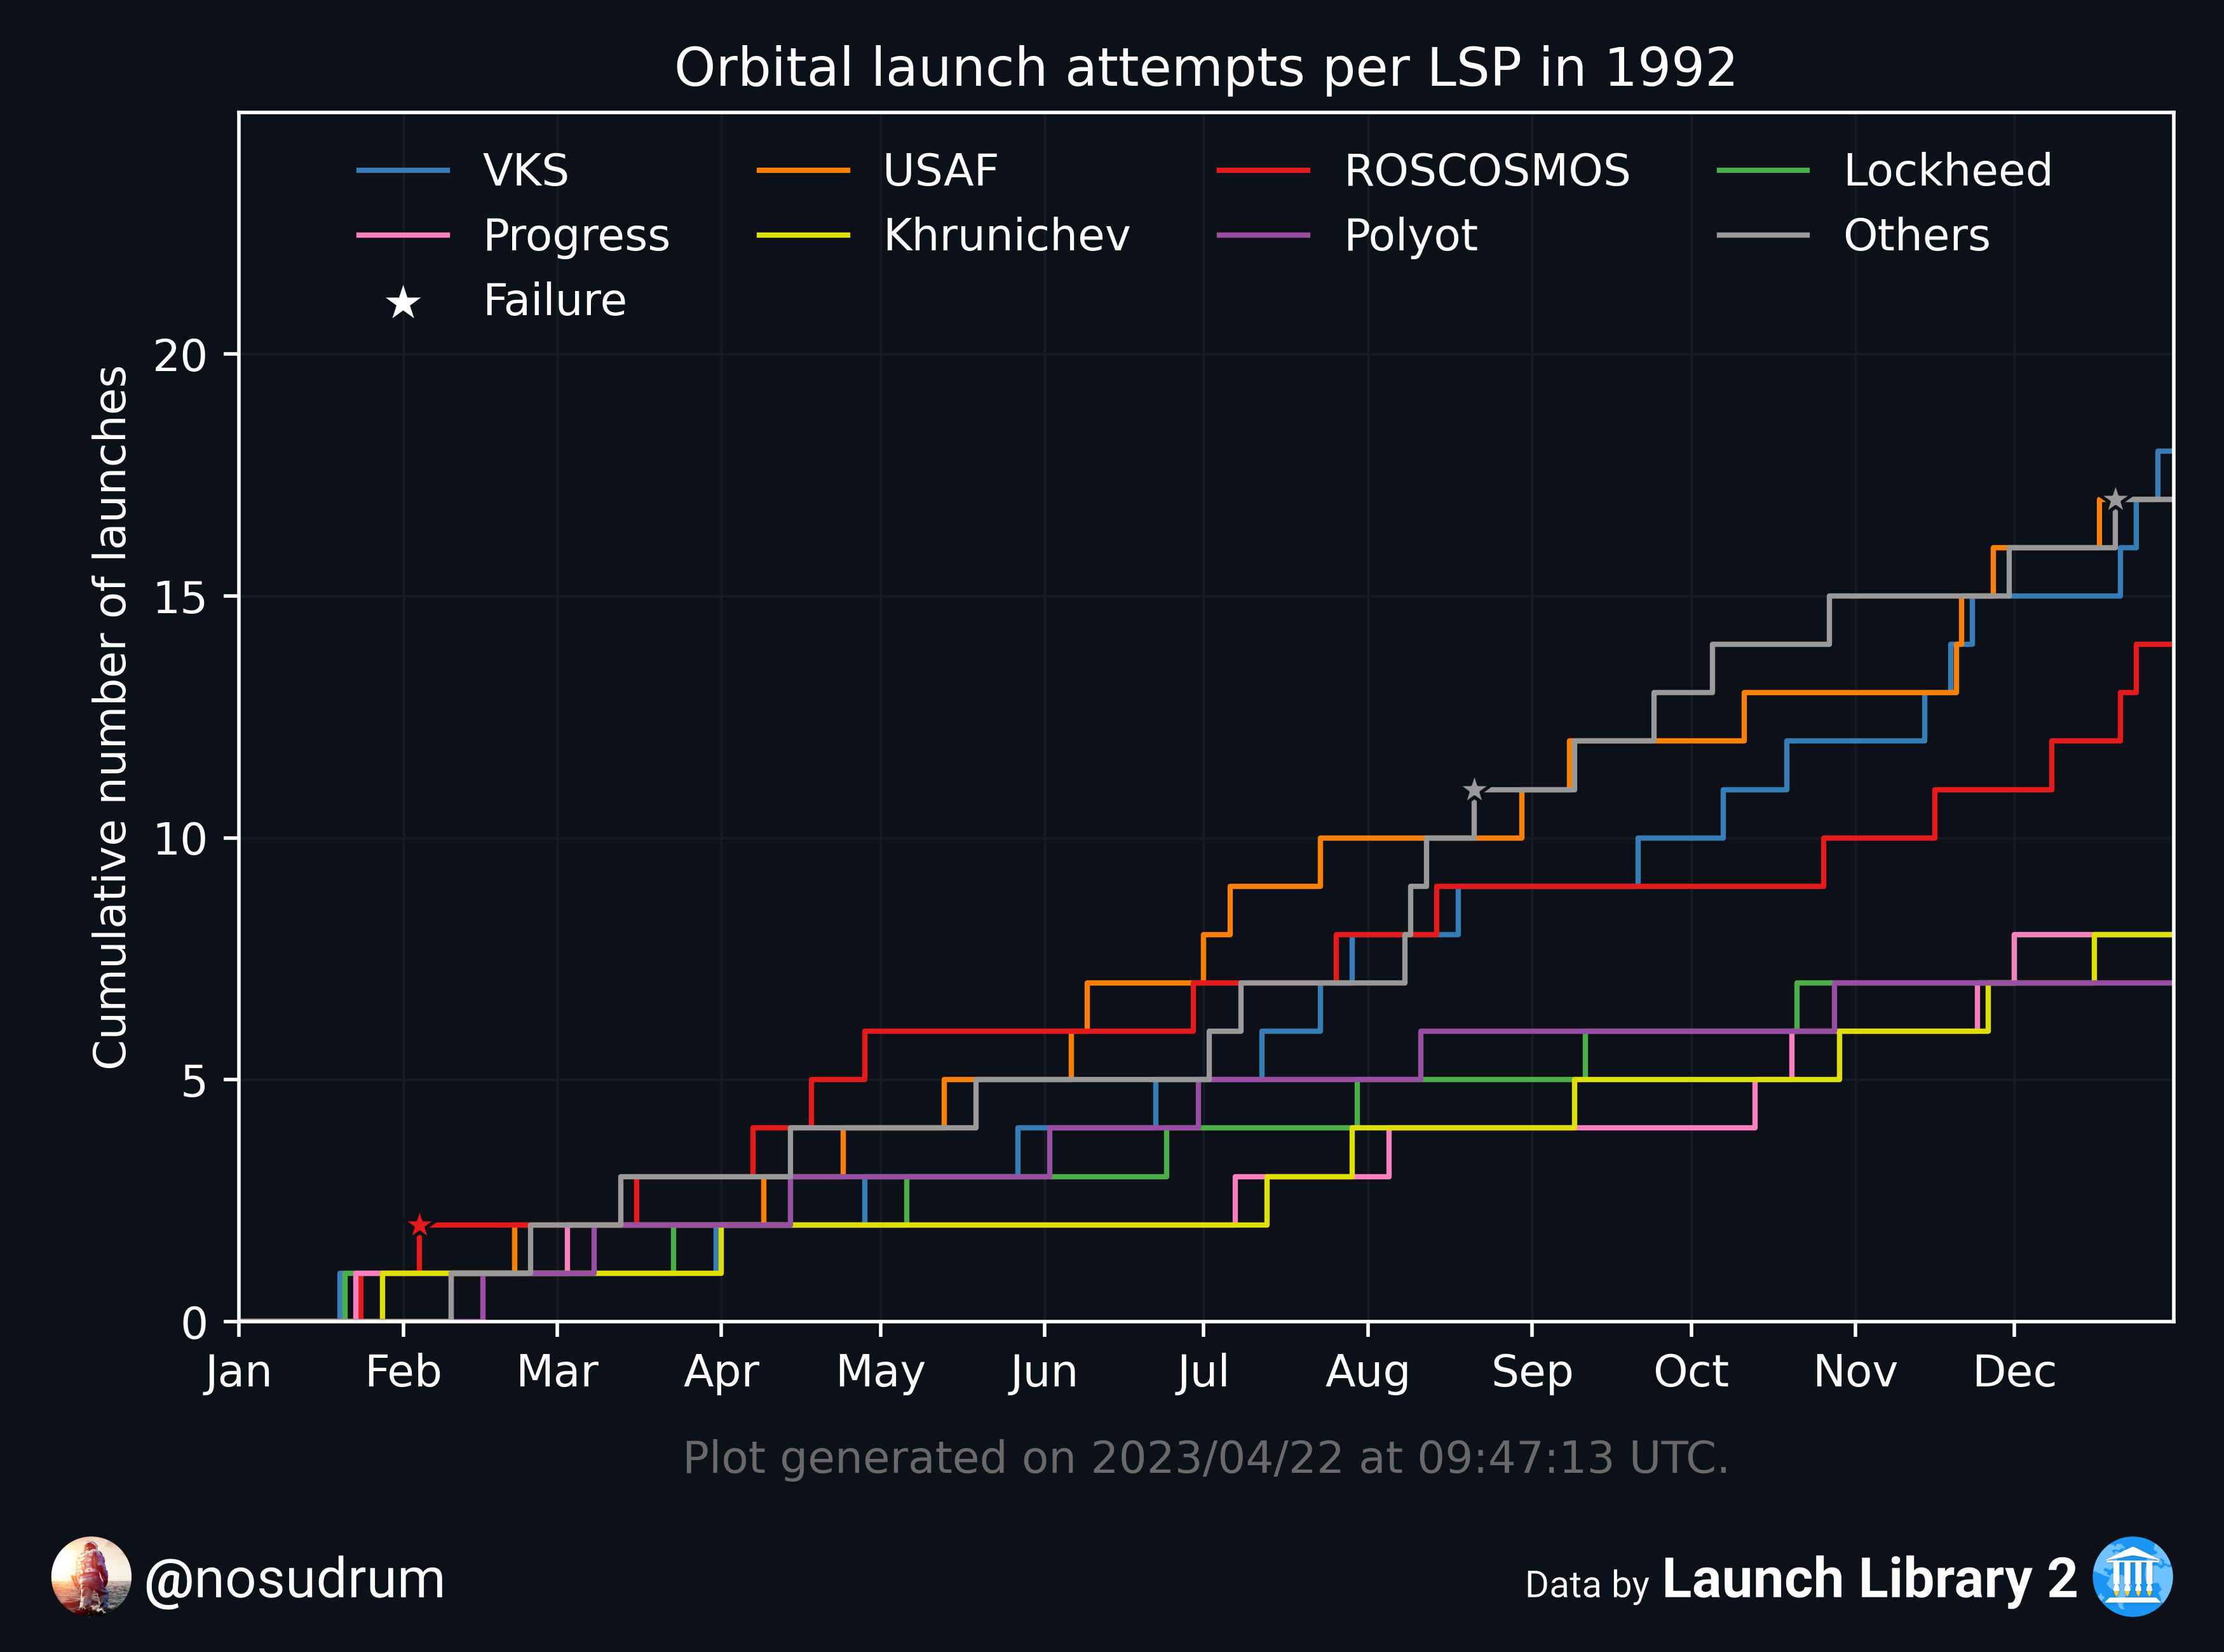 Orbital launch attempts per LSP in 1992
VKS USAF ROSCOSMOS Lockheed
Progress Khrunichev Polyot Others
Failure
Cumulative number of launches
20
15
10
5
0
Jan Feb Mar Apr May Jun Jul Aug Sep Oct Nov Dec
Plot generated on 2023/04/22 at 09:47:13 UTC.
@nosudrum
Data by Launch Library 2